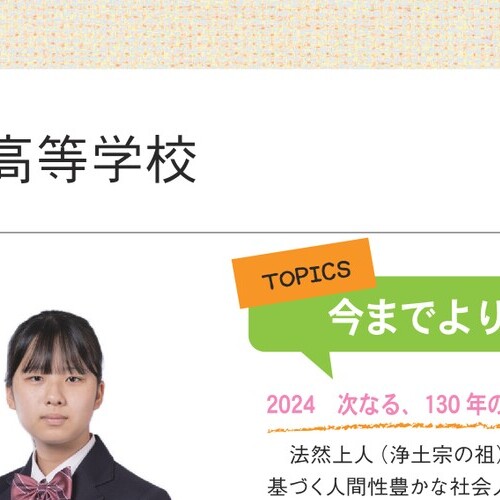 高等学校
TOPICS
今までより
2024 次なる、130年の
法然上人（浄土宗の祖）
基づく人間性豊かな社会人